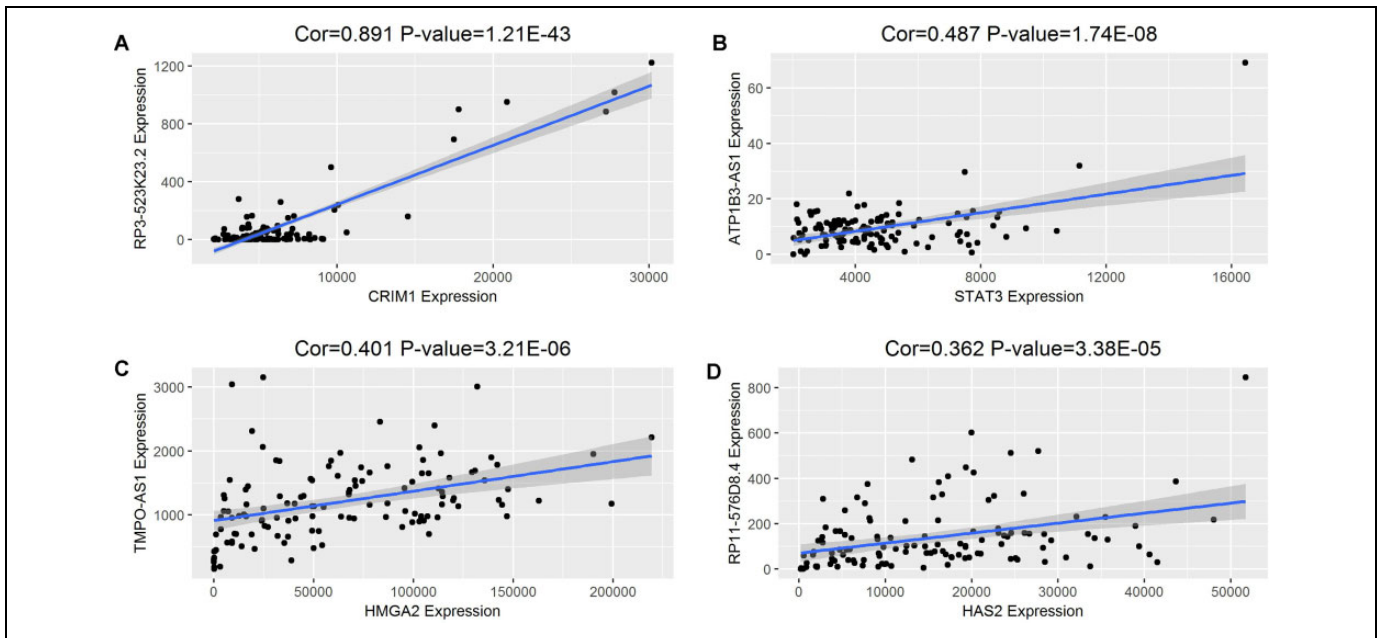 A
Cor=0.891 P-value=1.21E-43
RP3-523K23.2 Expression
1200
800
400
0
10000 20000 30000
CRIM1 Expression
B
Cor=0.487 P-value=1.74E-08
ATP1B3-AS1 Expression
60
40
20
0
4000 8000 12000 16000
STAT3 Expression
C
Cor=0.401 P-value=3.21E-06
TMPO-AS1 Expression
3000
2000
1000
0 50000 100000 150000 200000
HMGA2 Expression
D
Cor=0.362 P-value=3.38E-05
RP11-576D8.4 Expression
800
600
400
200
0
0 10000 20000 30000 40000 50000
HAS2 Expression